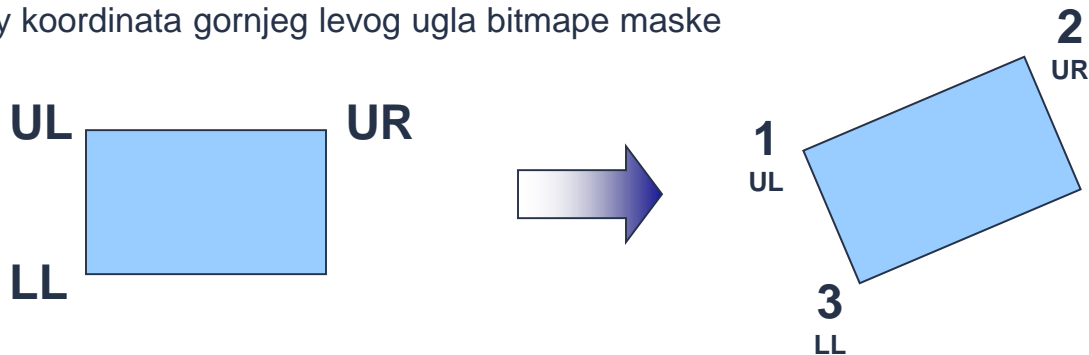 y koordinata gornjeg levog ugla bitmape maske
UL
UR
LL
1
UL
2
UR
3
LL